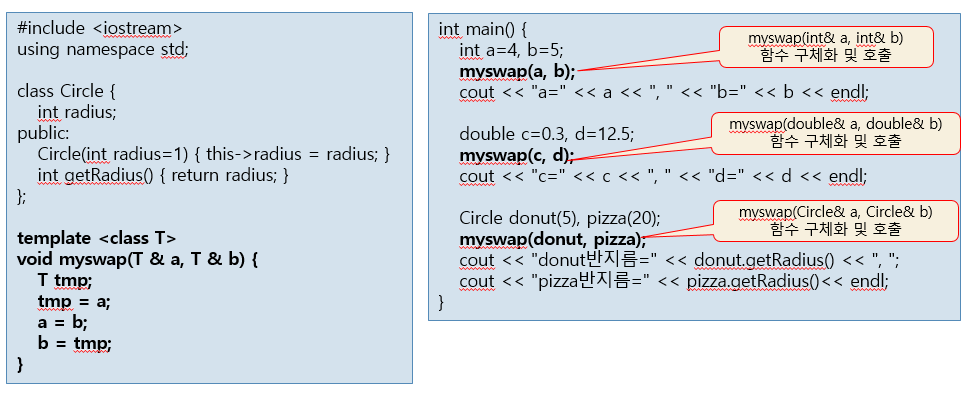 #include <iostream>
using namespace std;
class Circle {
int radius;
public:
Circle(int radius=1) { this->radius = radius; }
int getRadius() { return radius; }
};
template <class T>
void myswap(T & a, T & b) {
T tmp;
tmp = a;
a = b;
b = tmp;
}
int main() {
int a=4, b=5;
myswap(a, b);
cout << "a=" << a << ", " << "b=" << b << endl;
double c=0.3, d=12.5;
myswap(c, d);
cout << "c=" << c << ", " << "d=" << d << endl;
Circle donut(5), pizza(20);
myswap(donut, pizza);
cout << "donut반지름=" << donut.getRadius() << ", ";
cout << "pizza반지름=" << pizza.getRadius()<< endl;
}
myswap(int& a, int& b)
함수 구체화 및 호출
myswap(double& a, double& b)
함수 구체화 및 호출
myswap(Circle& a, Circle& b)
함수 구체화 및 호출